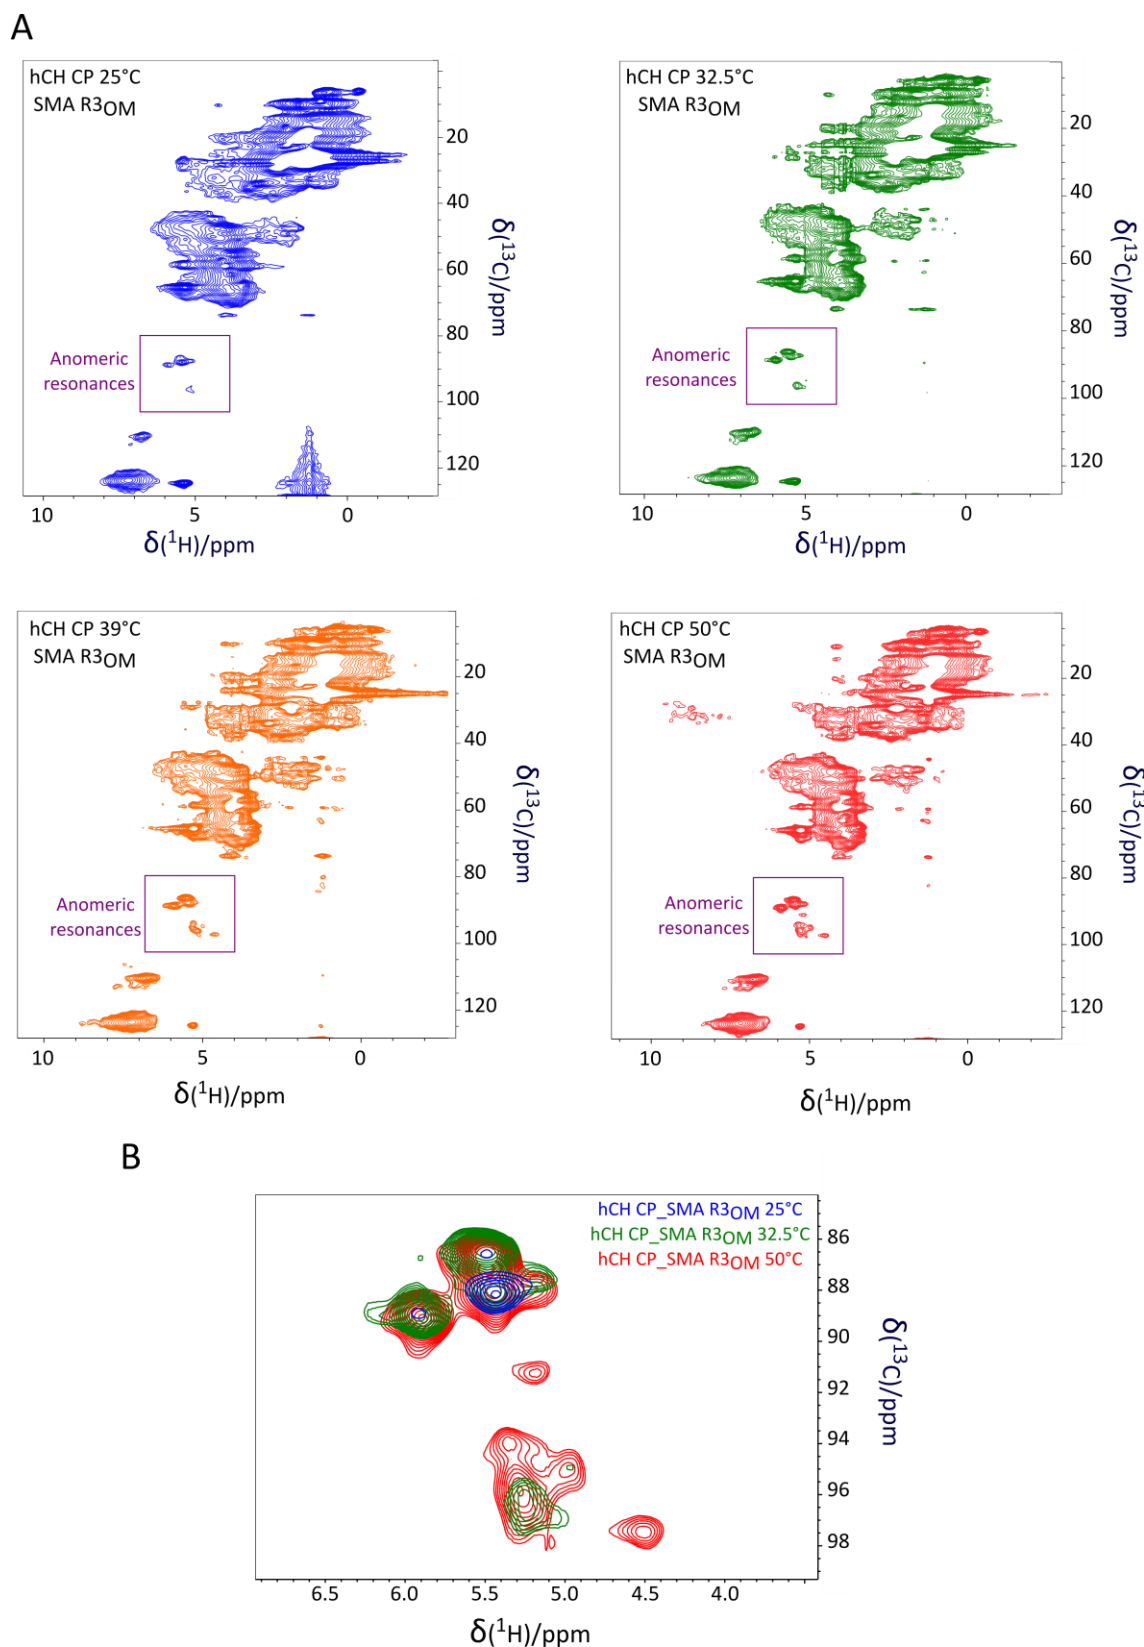 A
hCH CP 25°C
SMA R3OM
20
40
60
80
100
120
δ(¹³C)/ppm
Anomeric
resonances
10
5
0
δ(¹H)/ppm
hCH CP 32.5°C
SMA R3OM
20
40
60
80
100
120
δ(¹³C)/ppm
Anomeric
resonances
10
5
0
δ(¹H)/ppm
hCH CP 39°C
SMA R3OM
20
40
60
80
100
120
δ(¹³C)/ppm
Anomeric
resonances
10
5
0
δ(¹H)/ppm
hCH CP 50°C
SMA R3OM
20
40
60
80
100
120
δ(¹³C)/ppm
Anomeric
resonances
10
5
0
δ(¹H)/ppm
B
hCH CP_SMA R3OM 25°C
hCH CP_SMA R3OM 32.5°C
hCH CP_SMA R3OM 50°C
86
88
90
92
94
96
98
δ(¹³C)/ppm
6.5
6.0
5.5
5.0
4.5
4.0
3.5
δ(¹H)/ppm